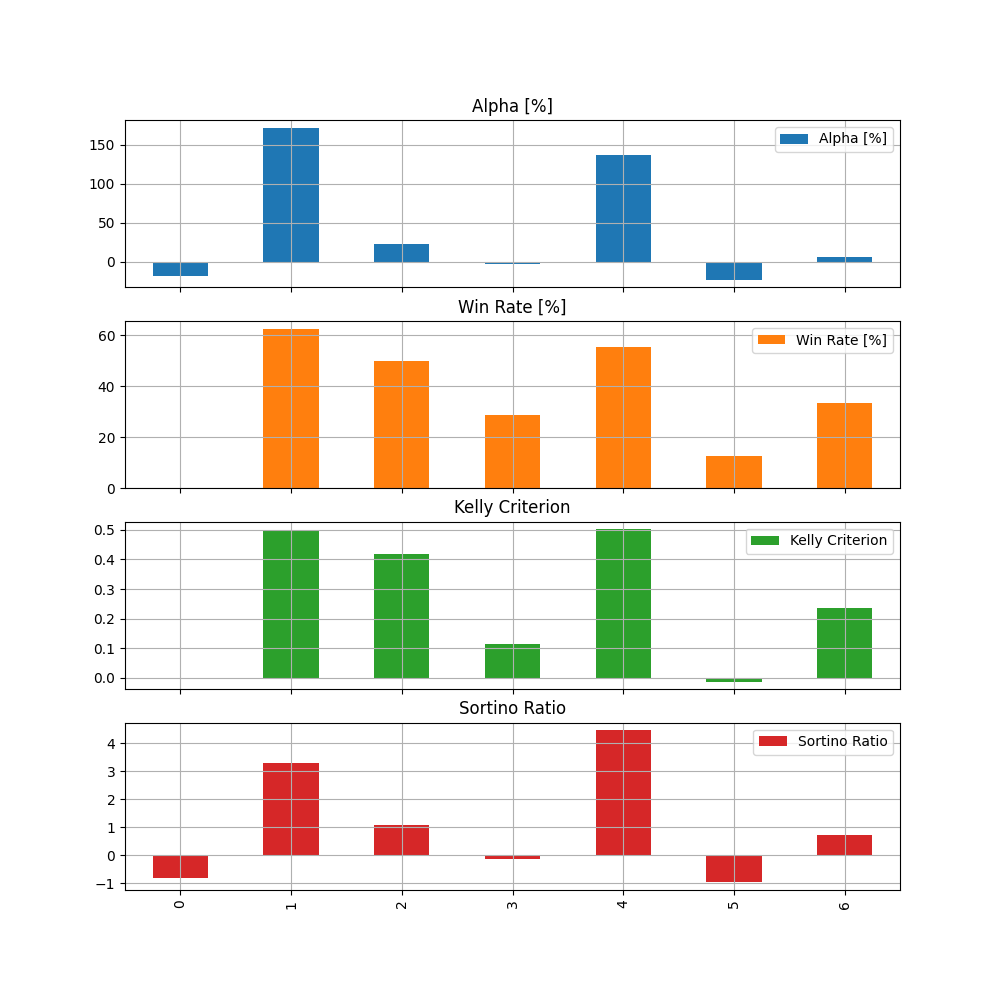 Alpha [%]
Alpha [%]
150
100
50
0
Win Rate [%]
Win Rate [%]
60
40
20
0
Kelly Criterion
Kelly Criterion
0.5
0.4
0.3
0.2
0.1
0.0
Sortino Ratio
Sortino Ratio
4
3
2
1
0
−1
0 1 2 3 4 5 6